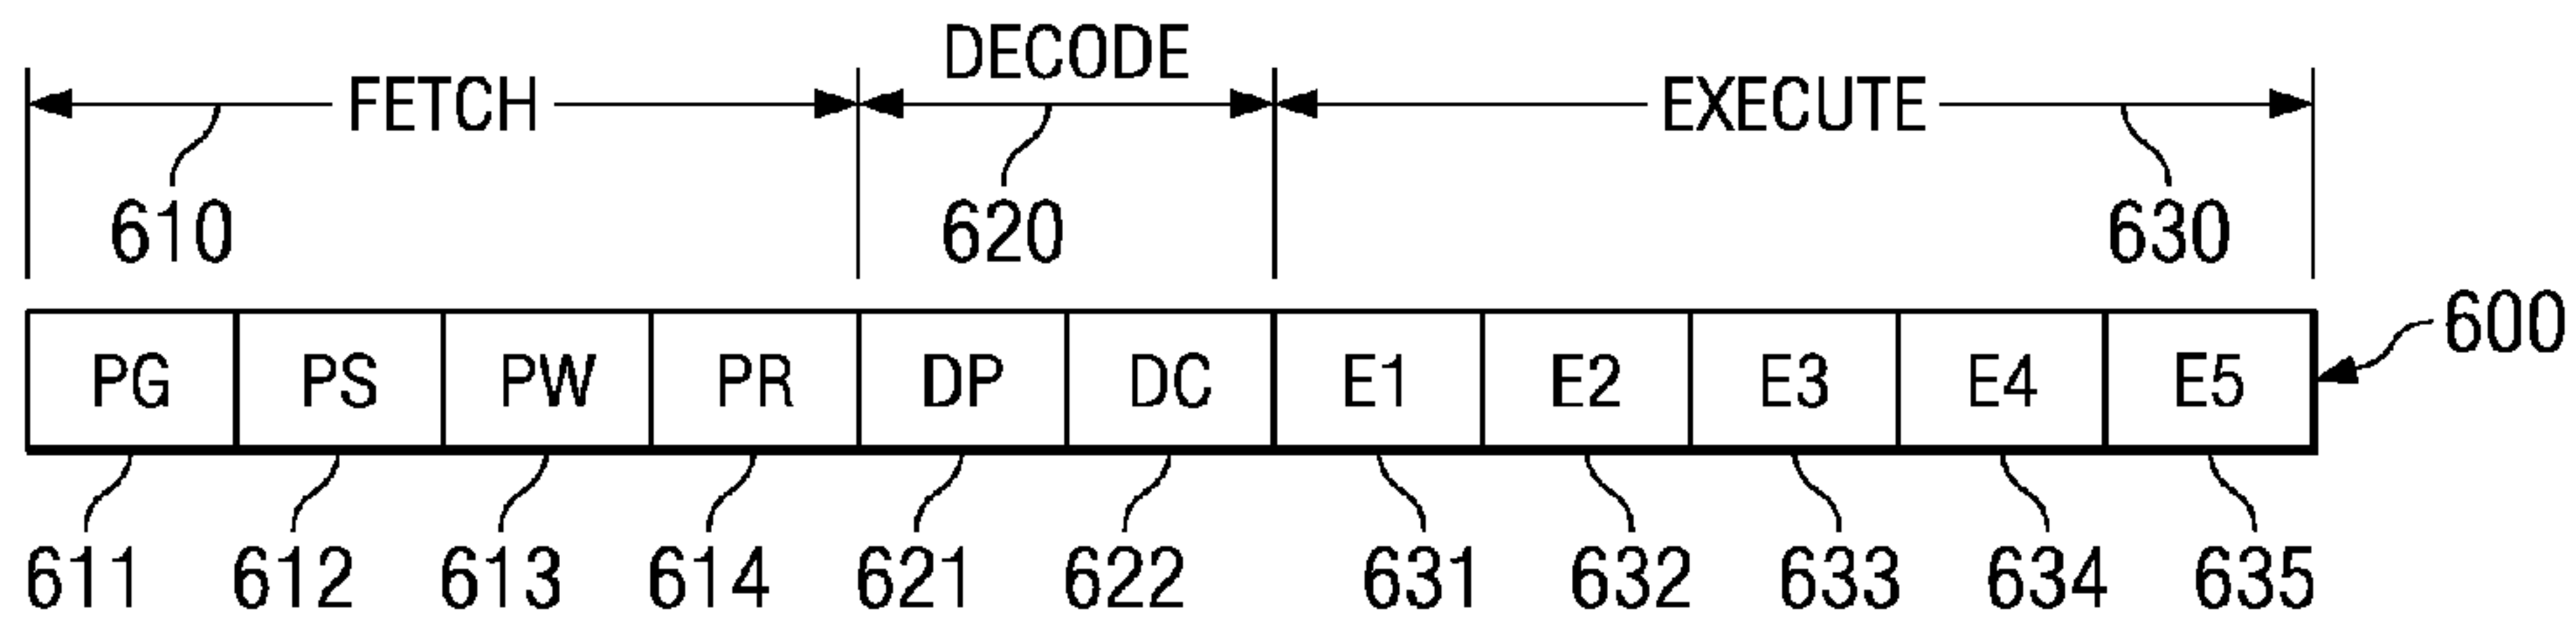 DECODE
FETCH EXECUTE
610 620 630
600
PG PS PW PR DP DC E1 E2 E3 E4 E5
611 612 613 614 621 622 631 632 633 634 635